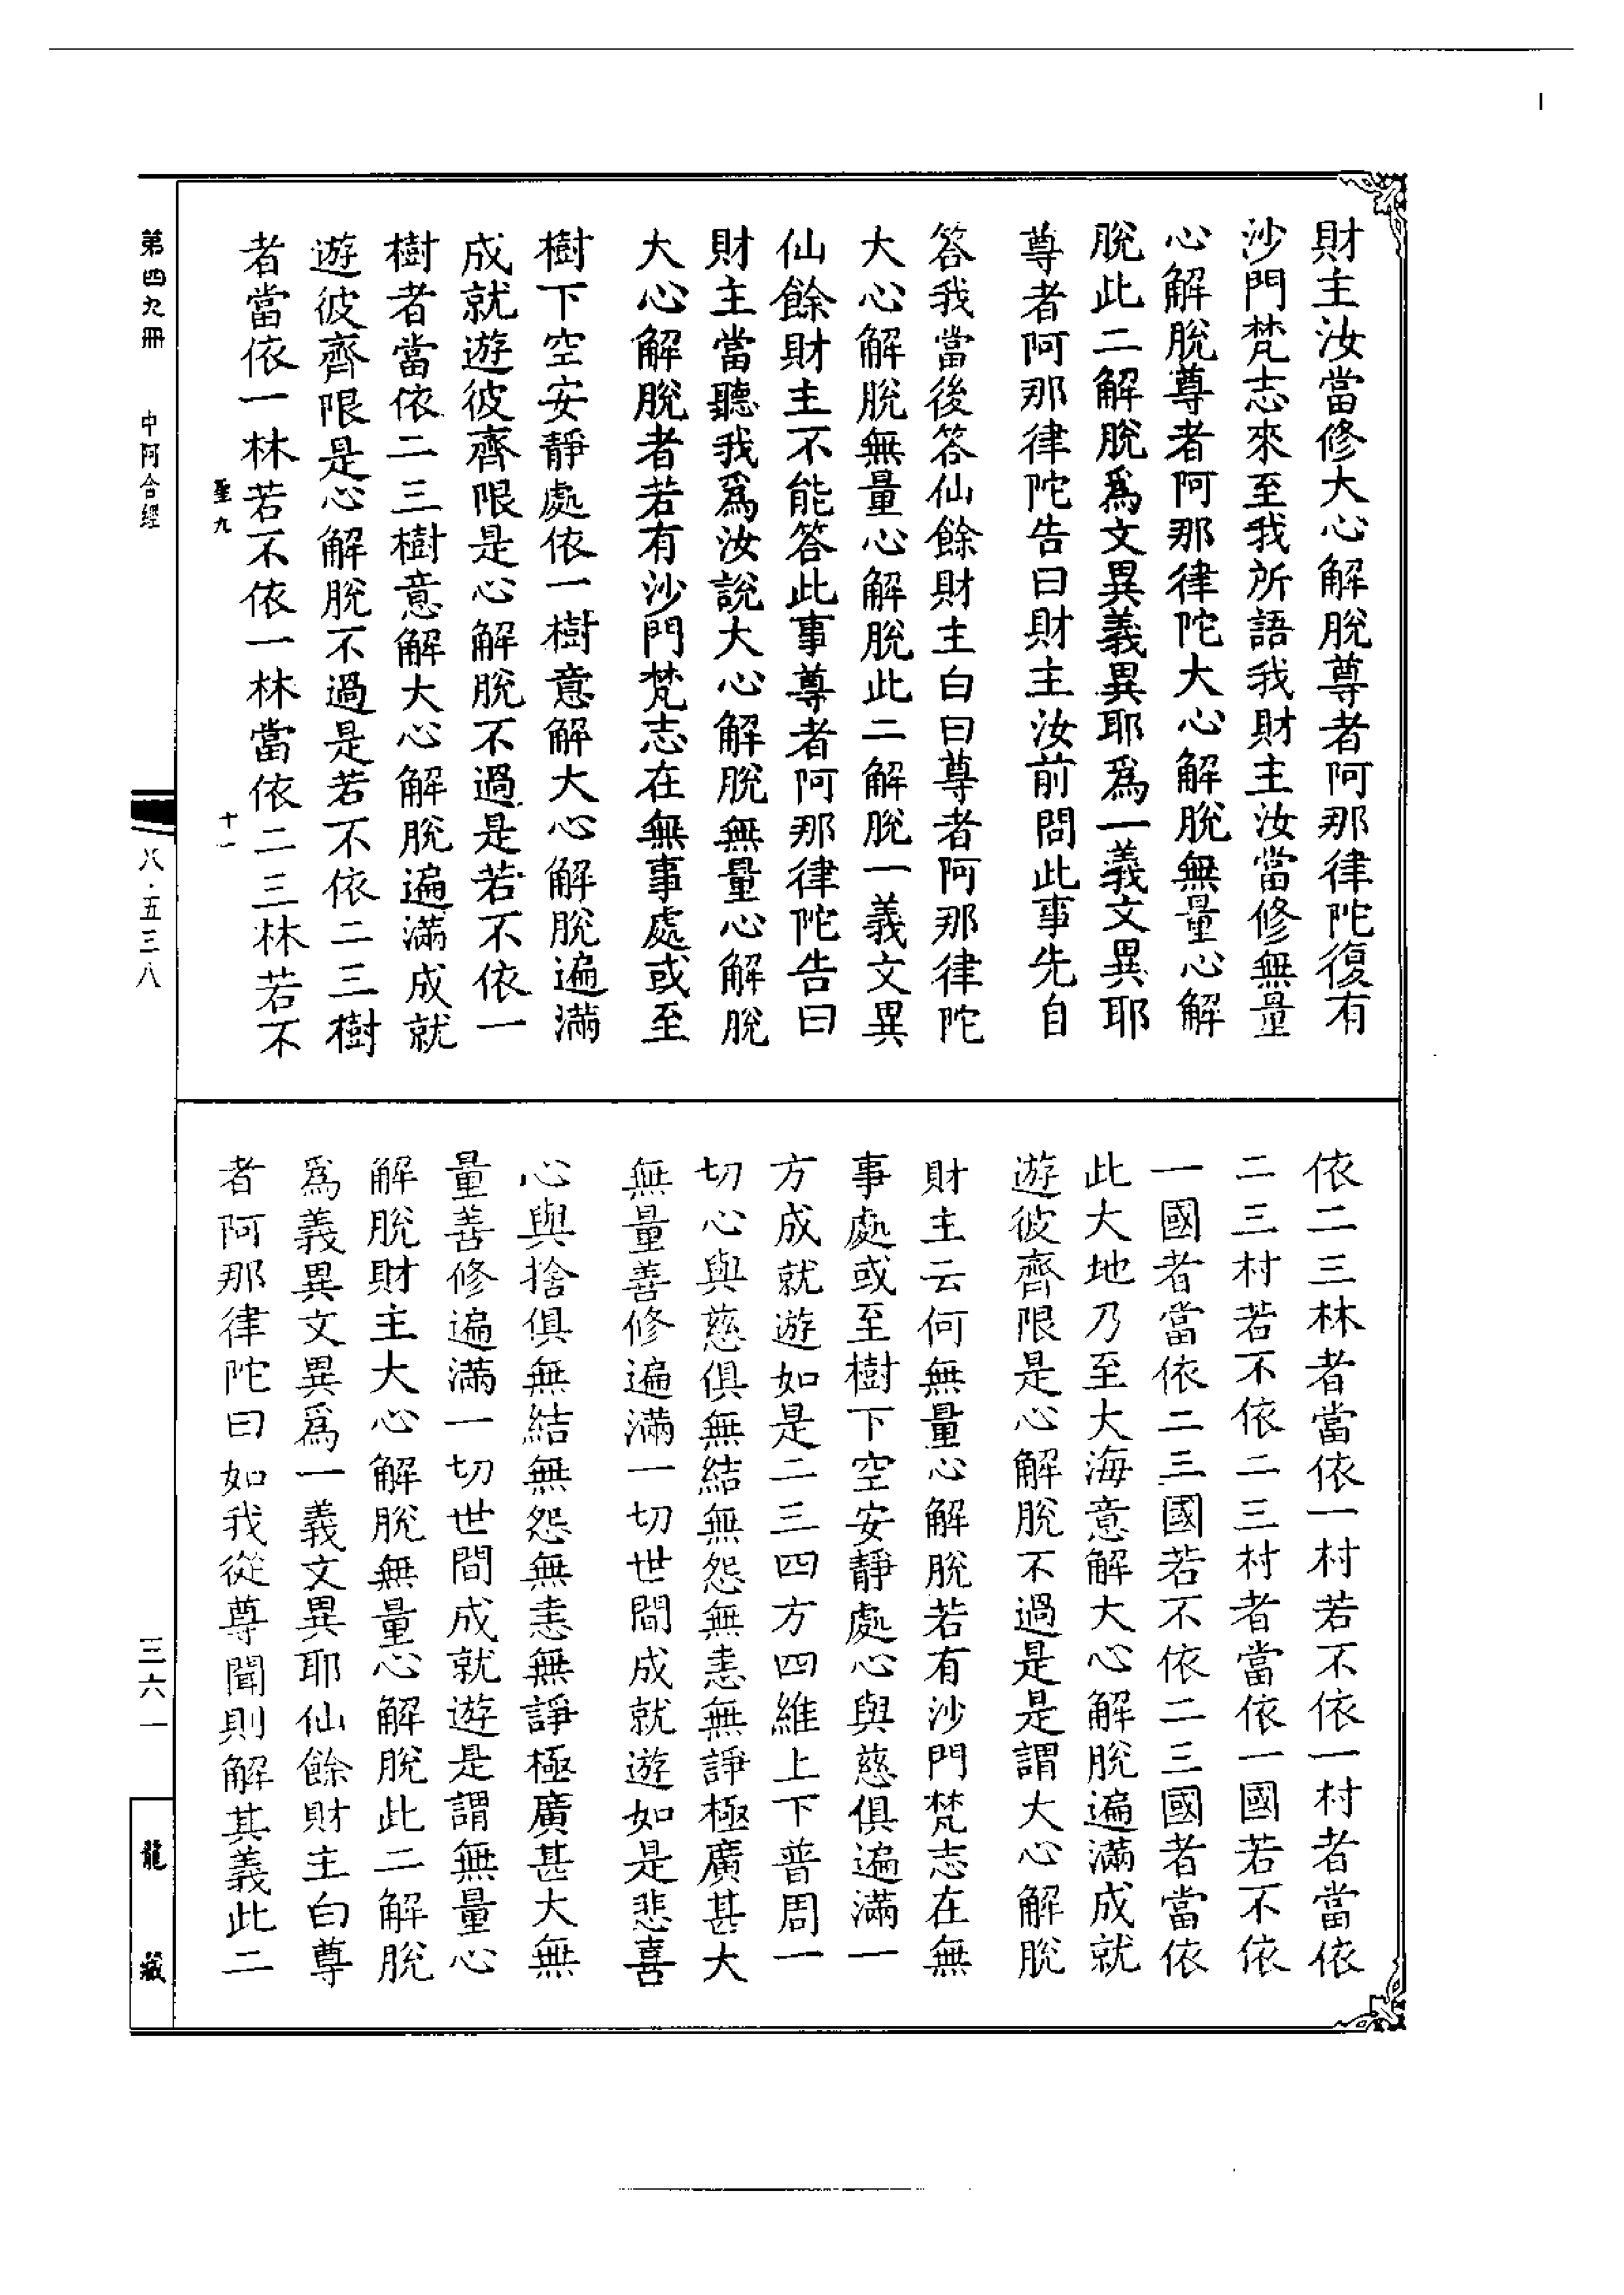 財主汝當修大心解脫尊者阿那律陀復有
沙門梵志來至我所語我財主汝當修無量
心解脫尊者阿那律陀大心解脫無量心解
脫此二解脫爲文異義異耶爲一義文異耶
尊者阿那律陀告曰財主汝前問此事先自
答我當後答仙餘財主白曰尊者阿那律陀
大心解脫無量心解脫此二解脫一義文異
仙餘財主不能答此事尊者阿那律陀告曰
財主當聽我爲汝說大心解脫無量心解脫
大心解脫者若有沙門梵志在無事處或至
樹下空安靜處依一樹意解大心解脫遍滿
成就遊彼齊限是心解脫不過是若不依一
樹者當依二三樹意解大心解脫遍滿成就
遊彼齊限是心解脫不過是若不依二三樹
者當依一林若不依一林當依二三林若不
聖九
十一
依二三林者當依一村若不依一村者當依
二三村若不依二三村者當依一國若不依
一國者當依二三國若不依二三國者當依
此大地乃至大海意解大心解脫遍滿成就
遊彼齊限是心解脫不過是是謂大心解脫
財主云何無量心解脫若有沙門梵志在無
事處或至樹下空安靜處心與慈俱遍滿一
方成就遊如是二三四方四維上下普周一
切心與慈俱無結無怨無恚無諍極廣甚大
無量善修遍滿一切世間成就遊如是悲喜
心與捨俱無結無怨無恚無諍極廣甚大無
量善修遍滿一切世間成就遊是謂無量心
解脫財主大心解脫無量心解脫此二解脫
爲義異文異爲一義文異耶仙餘財主白尊
者阿那律陀曰如我從尊聞則解其義此二
第四九冊
中阿含經
八·五三八
三六一
龍藏